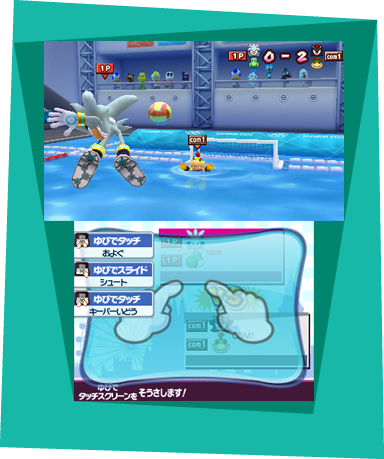 1P
0 - 2
com1
1P
com1
ゆびでタッチ
およぐ
ゆびでスライド
シュート
ゆびでタッチ
キーパーいどう
1P
1P
com1
com1
COM1
ゆびで
タッチスクリーンを そうさします!